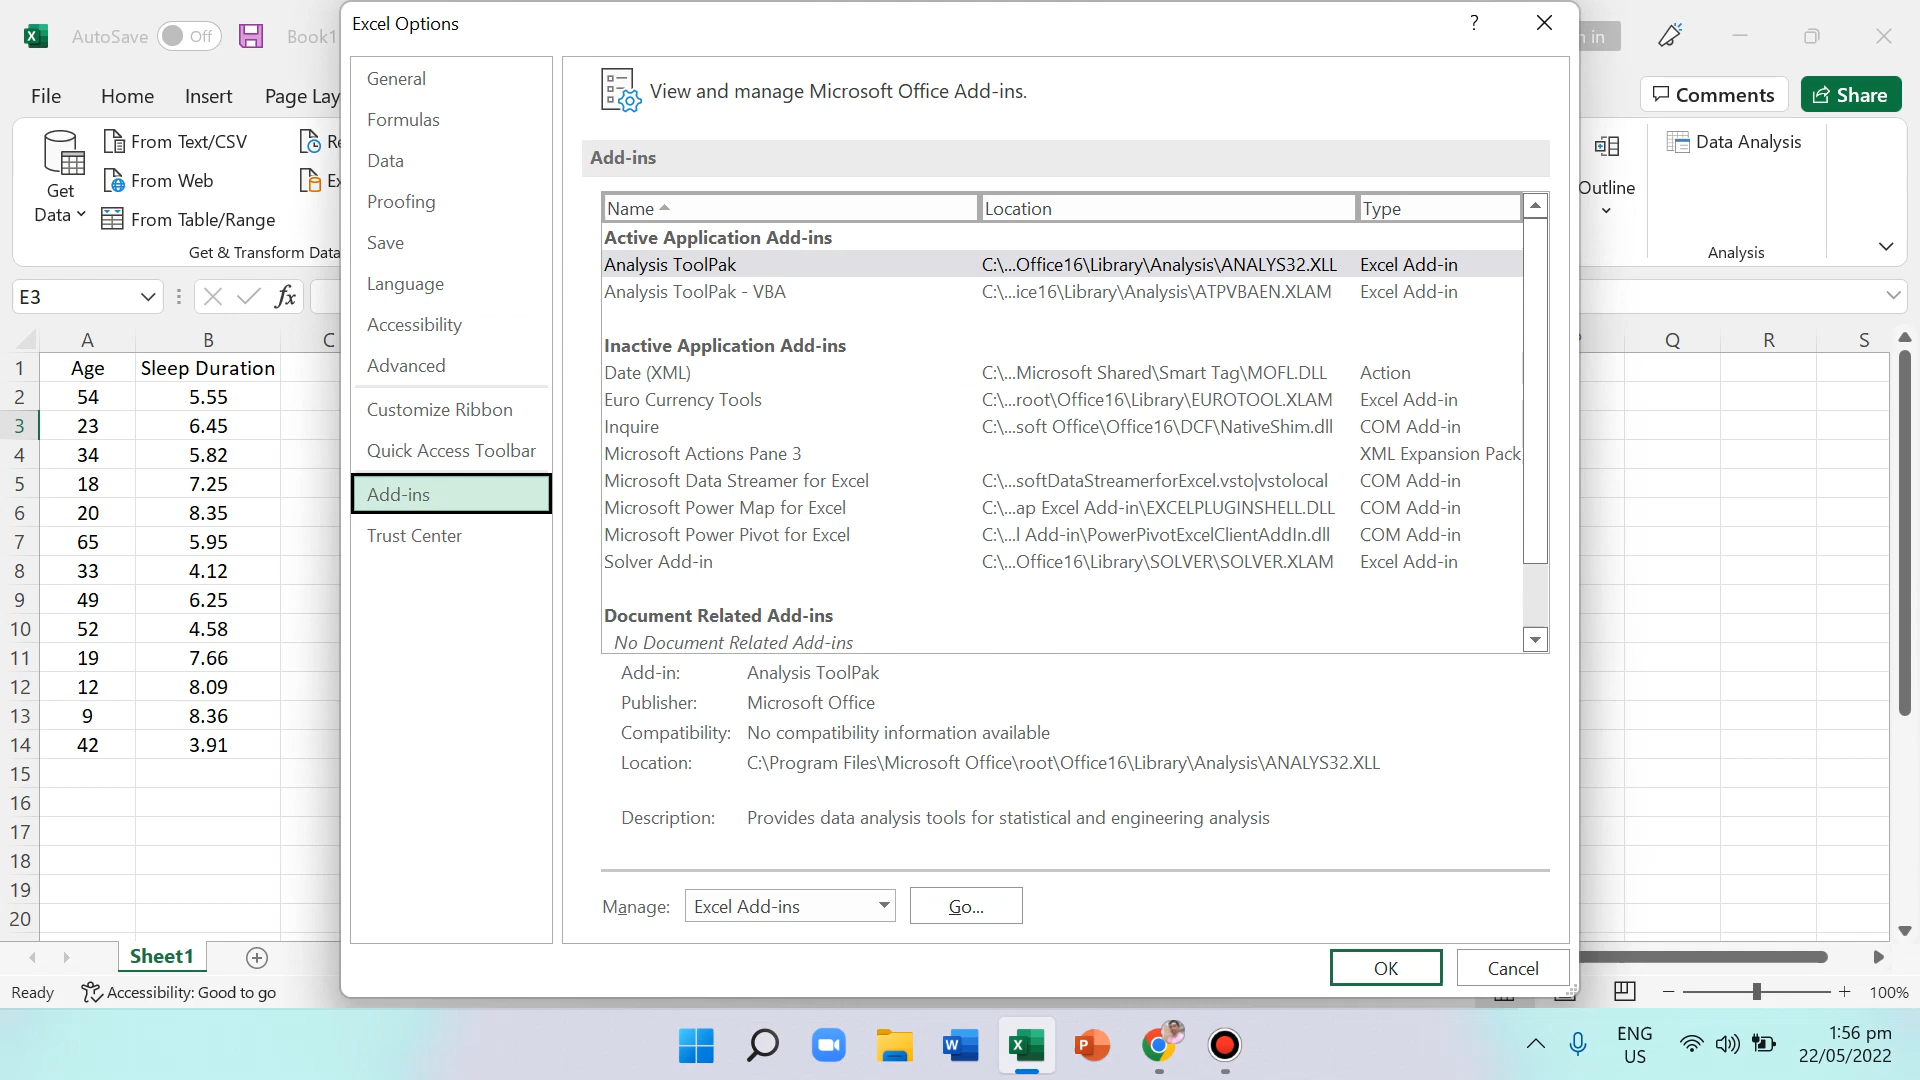 AutoSave Off Book1
Excel Options
?
File Home Insert Page Lay
Comments Share
Get Data
From Text/CSV
From Web
From Table/Range
Get & Transform Data
Outline
Data Analysis
Analysis
E3
fx
General
Formulas
Data
Proofing
Save
Language
Accessibility
Advanced
Customize Ribbon
Quick Access Toolbar
Add-ins
Trust Center
View and manage Microsoft Office Add-ins.
Add-ins
Name Location Type
Active Application Add-ins
Analysis ToolPak C:\...Office16\Library\Analysis\ANALYS32.XLL Excel Add-in
Analysis ToolPak - VBA C:\...ice16\Library\Analysis\ATPVBAEN.XLAM Excel Add-in
Inactive Application Add-ins
Date (XML) C:\...Microsoft Shared\Smart Tag\MOFL.DLL Action
Euro Currency Tools C:\...root\Office16\Library\EUROTOOL.XLAM Excel Add-in
Inquire C:\...soft Office\Office16\DCF\NativeShim.dll COM Add-in
Microsoft Actions Pane 3 XML Expansion Pack
Microsoft Data Streamer for Excel C:\...softDataStreamerforExcel.vsto|vstolocal COM Add-in
Microsoft Power Map for Excel C:\...ap Excel Add-in\EXCELPLUGINSHELL.DLL COM Add-in
Microsoft Power Pivot for Excel C:\...l Add-in\PowerPivotExcelClientAddIn.dll COM Add-in
Solver Add-in C:\...Office16\Library\SOLVER\SOLVER.XLAM Excel Add-in
Document Related Add-ins
No Document Related Add-ins
Add-in: Analysis ToolPak
Publisher: Microsoft Office
Compatibility: No compatibility information available
Location: C:\Program Files\Microsoft Office\root\Office16\Library\Analysis\ANALYS32.XLL
Description: Provides data analysis tools for statistical and engineering analysis
Manage: Excel Add-ins Go...
OK Cancel
A B C Q R S
1 Age Sleep Duration
2 54 5.55
3 23 6.45
4 34 5.82
5 18 7.25
6 20 8.35
7 65 5.95
8 33 4.12
9 49 6.25
10 52 4.58
11 19 7.66
12 12 8.09
13 9 8.36
14 42 3.91
15
16
17
18
19
20
Sheet1
Ready Accessibility: Good to go 100%
ENG
US
1:56 pm
22/05/2022